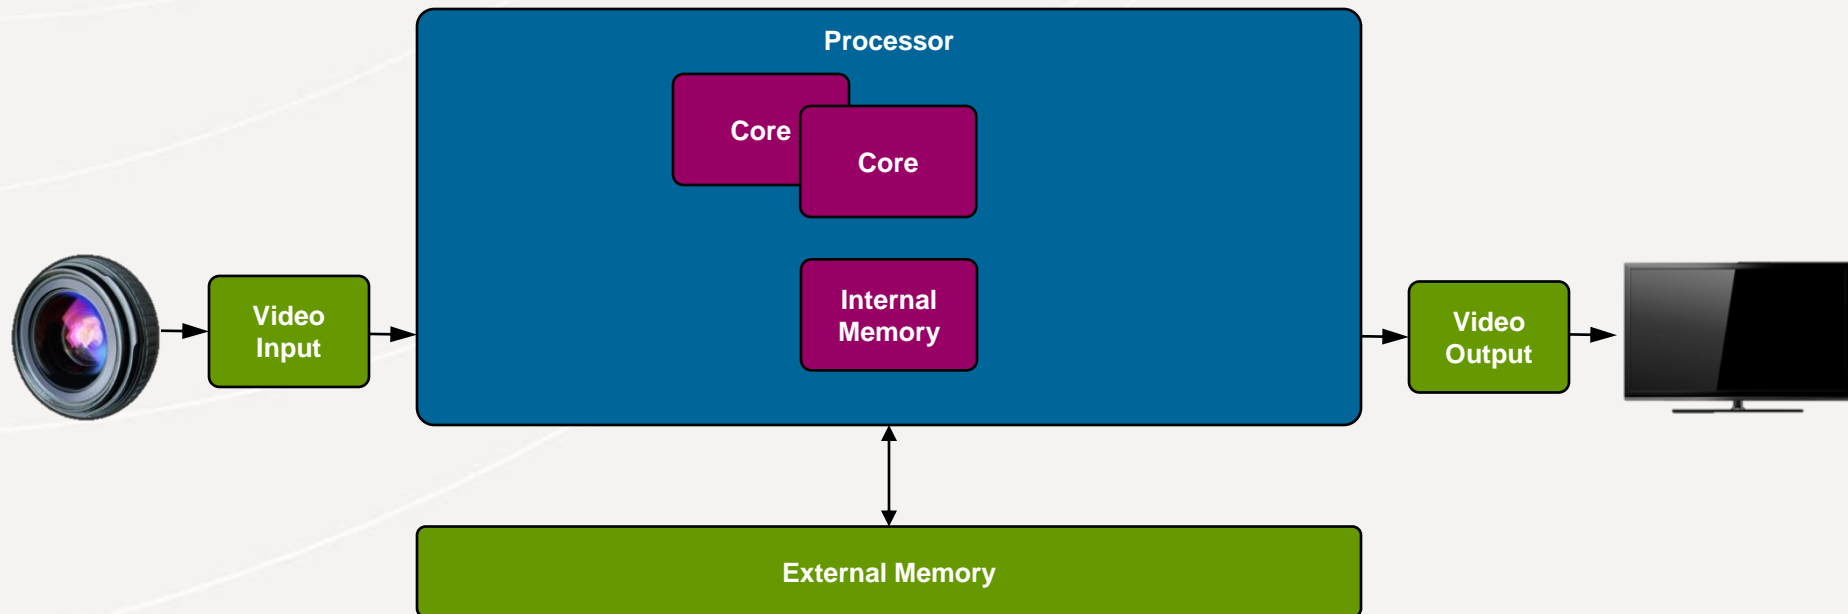 Processor
Core
Core
Internal
Memory
Video
Input
Video
Output
External Memory